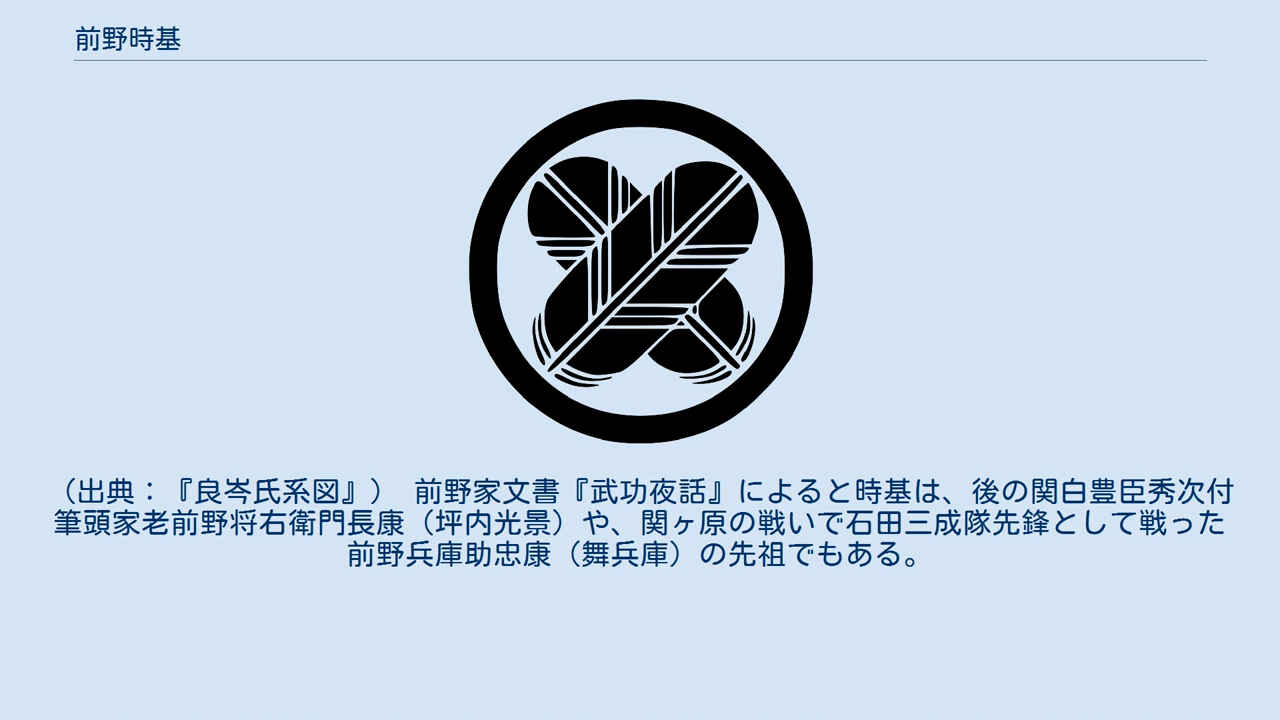 前野時基
（出典：『良岑氏系図』）　前野家文書『武功夜話』によると時基は、後の関白豊臣秀次付
筆頭家老前野将右衛門長康（坪内光景）や、関ヶ原の戦いで石田三成隊先鋒として戦った
前野兵庫助忠康（舞兵庫）の先祖でもある。